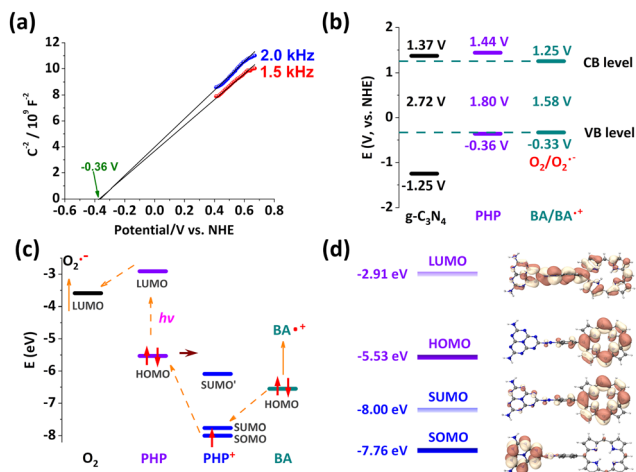 (a)
12
10
8
6
4
2
0
C⁻² / 10⁹ F⁻²
2.0 kHz
1.5 kHz
-0.36 V
-0.6 -0.4 -0.2 0.0 0.2 0.4 0.6 0.8
Potential/V vs. NHE
(b)
2
1
0
-1
-2
E (V, vs. NHE)
1.37 V 1.44 V 1.25 V
CB level
2.72 V 1.80 V 1.58 V
VB level
-0.36 V -0.33 V
O₂/O₂•⁻
-1.25 V
g-C₃N₄ PHP BA/BA•⁺
(c)
-3
-4
-5
-6
-7
-8
E (eV)
O₂•⁻
LUMO
LUMO
hν
BA•⁺
HOMO
SUMO'
HOMO
SUMO
SOMO
O₂ PHP PHP⁺ BA
(d)
LUMO
-2.91 eV
HOMO
-5.53 eV
SUMO
-8.00 eV
SOMO
-7.76 eV